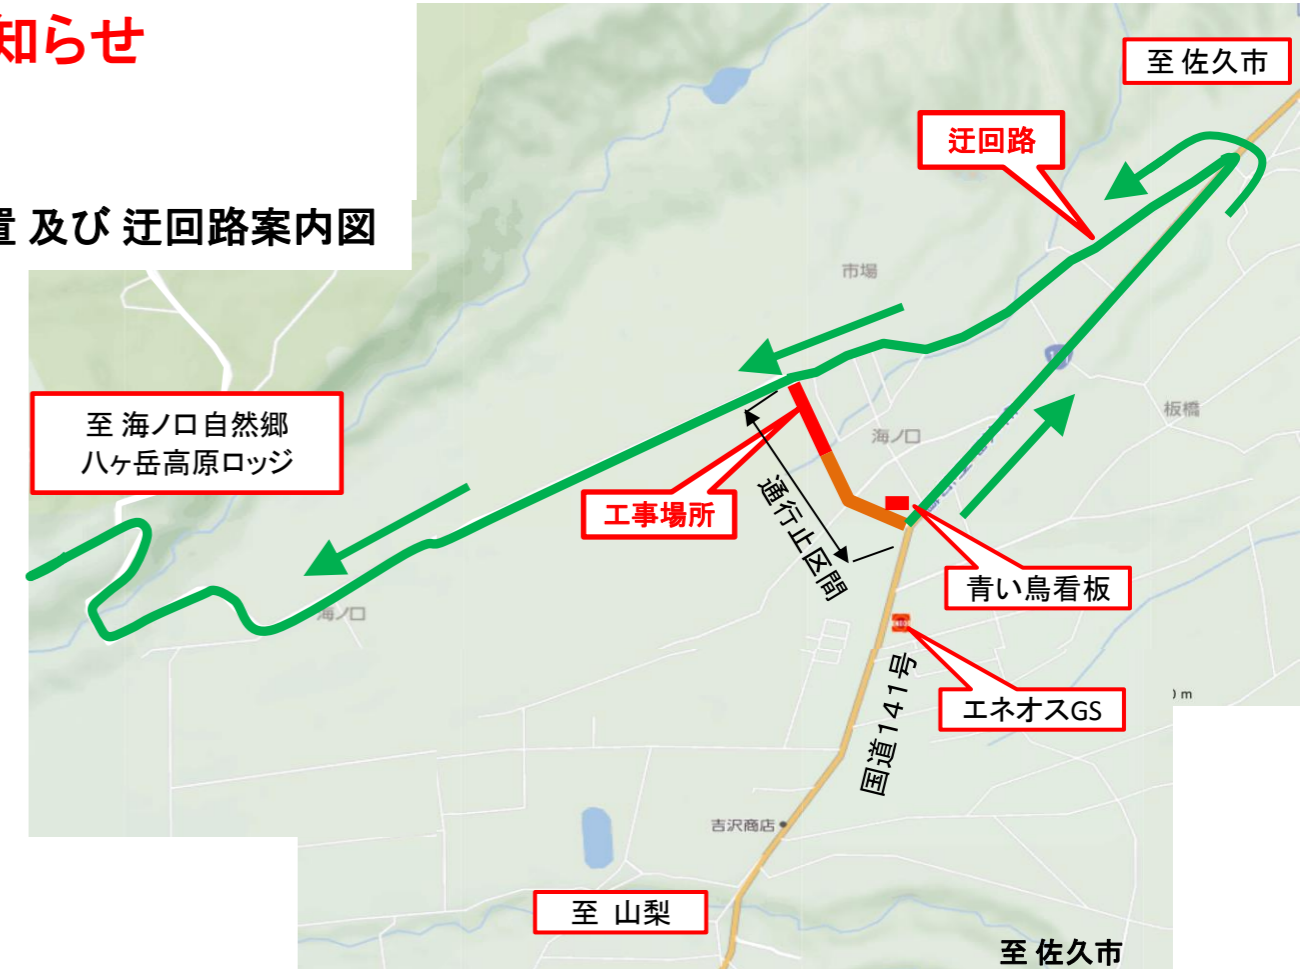 知らせ
至 佐久市
迂回路
置 及び 迂回路案内図
市場
至 海ノ口自然郷
八ヶ岳高原ロッジ
板橋
海ノ口
工事場所
通行止区間
青い鳥看板
海ノ口
エネオスGS
国道141号
m
吉沢商店
至 山梨
至 佐久市